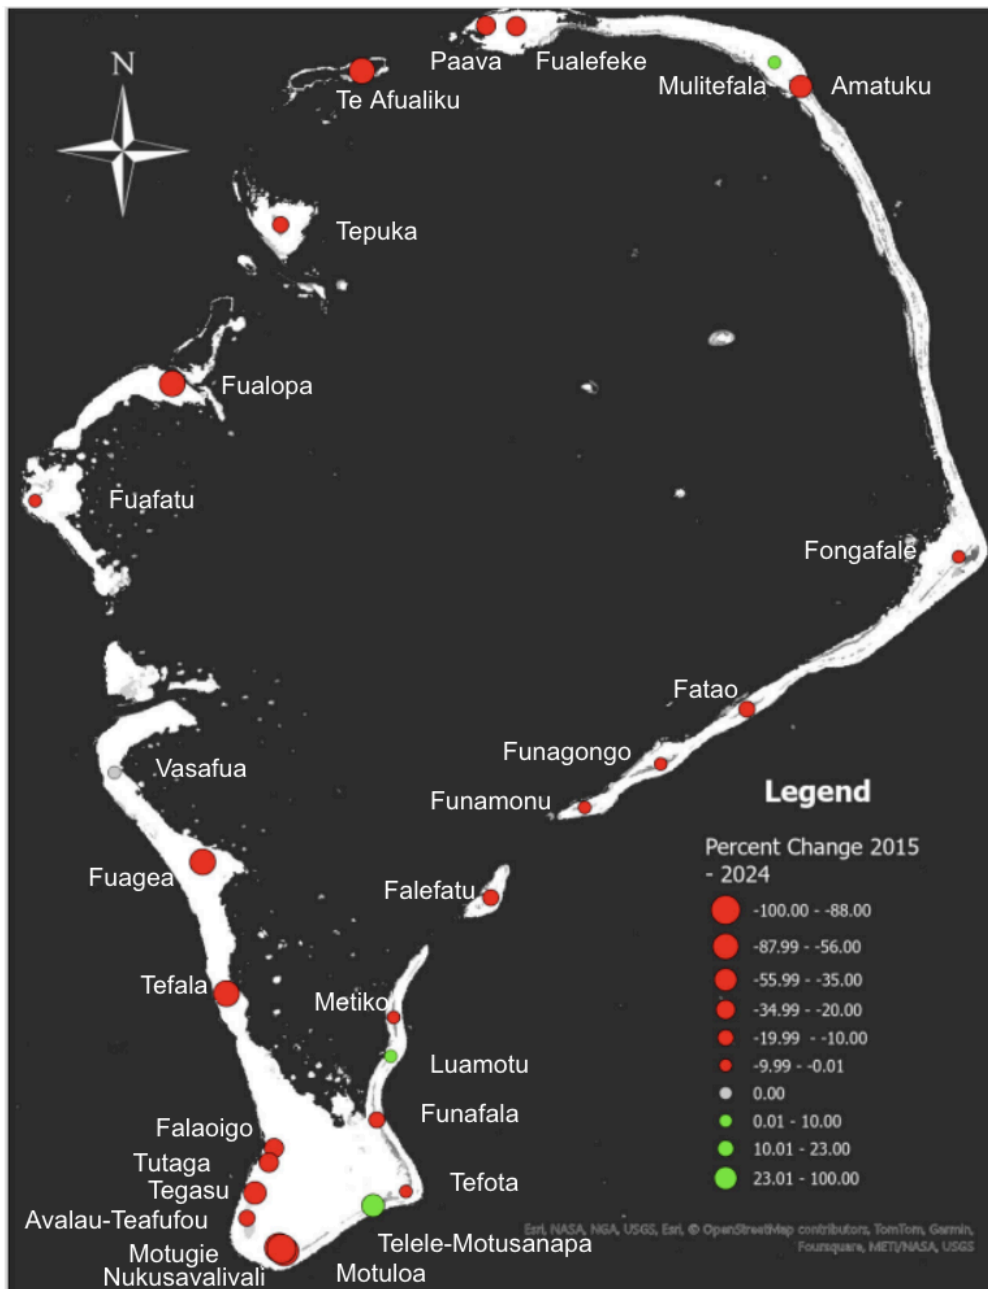 N
Paava
Fualefeke
Te Afualiku
Mulitefala
Amatuku
Tepuka
Fualopa
Fuafatu
Fongafale
Fatao
Funagongo
Vasafua
Funamonu
Fuagea
Falefatu
Tefala
Metiko
Luamotu
Funafala
Falaoigo
Tutaga
Tegasu
Tefota
Avalau-Teafufou
Telele-Motusanapa
Motugie
Nukusavalivali
Motuloa
Legend
Percent Change 2015
- 2024
-100.00 - -88.00
-87.99 - -56.00
-55.99 - -35.00
-34.99 - -20.00
-19.99 - -10.00
-9.99 - -0.01
0.00
0.01 - 10.00
10.01 - 23.00
23.01 - 100.00
Esri, NASA, NGA, USGS, Esri, © OpenStreetMap contributors, TomTom, Garmin,
Foursquare, METI/NASA, USGS